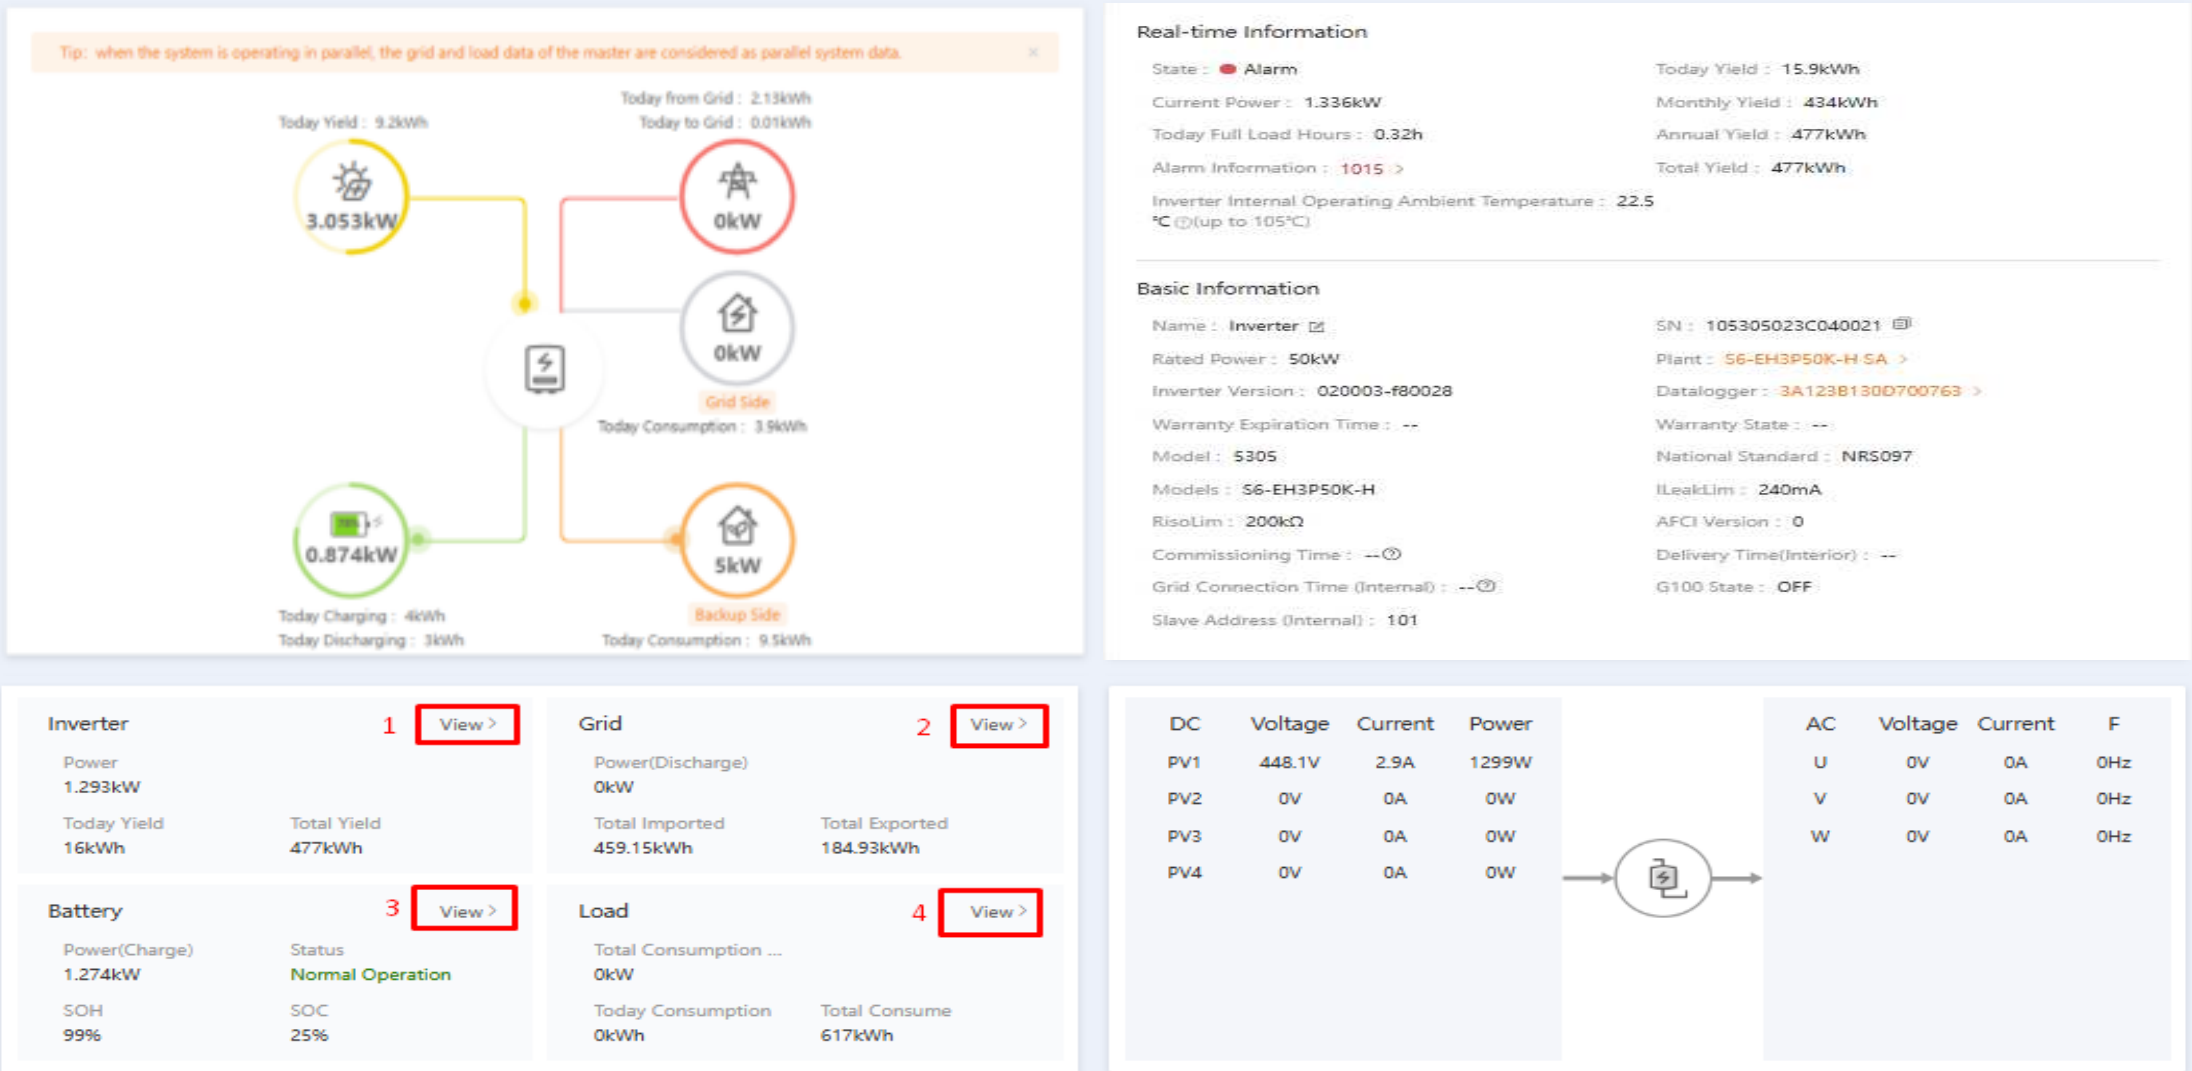 Tip: when the system is operating in parallel, the grid and load data of the master are considered as parallel system data.
Today from Grid : 2.13kWh
Today Yield : 9.2kWh
Today to Grid : 0.01kWh
3.053kW
0kW
0kW
Grid Side
Today Consumption : 3.9kWh
0.874kW
5kW
Today Charging : 4kWh
Backup Side
Today Discharging : 3kWh
Today Consumption : 9.5kWh
Real-time Information
State : Alarm
Today Yield : 15.9kWh
Current Power : 1.336kW
Monthly Yield : 434kWh
Today Full Load Hours : 0.32h
Annual Yield : 477kWh
Alarm Information : 1015 >
Total Yield : 477kWh
Inverter Internal Operating Ambient Temperature : 22.5
℃ (up to 105℃)
Basic Information
Name : Inverter
SN : 105305023C040021
Rated Power : 50kW
Plant : S6-EH3P50K-H SA >
Inverter Version : 020003-f80028
Datalogger : 3A123B130D700763 >
Warranty Expiration Time : --
Warranty State : --
Model : 5305
National Standard : NRS097
Models : S6-EH3P50K-H
ILeakLim : 240mA
RisoLim : 200kΩ
AFCI Version : 0
Commissioning Time : --
Delivery Time(Interior) : --
Grid Connection Time (Internal) : --
G100 State : OFF
Slave Address (Internal) : 101
Inverter 1 View >
Power
1.293kW
Today Yield Total Yield
16kWh 477kWh
Grid 2 View >
Power(Discharge)
0kW
Total Imported Total Exported
459.15kWh 184.93kWh
Battery 3 View >
Power(Charge) Status
1.274kW Normal Operation
SOH SOC
99% 25%
Load 4 View >
Total Consumption ...
0kW
Today Consumption Total Consume
0kWh 617kWh
DC Voltage Current Power
PV1 448.1V 2.9A 1299W
PV2 0V 0A 0W
PV3 0V 0A 0W
PV4 0V 0A 0W
AC Voltage Current F
U 0V 0A 0Hz
V 0V 0A 0Hz
W 0V 0A 0Hz